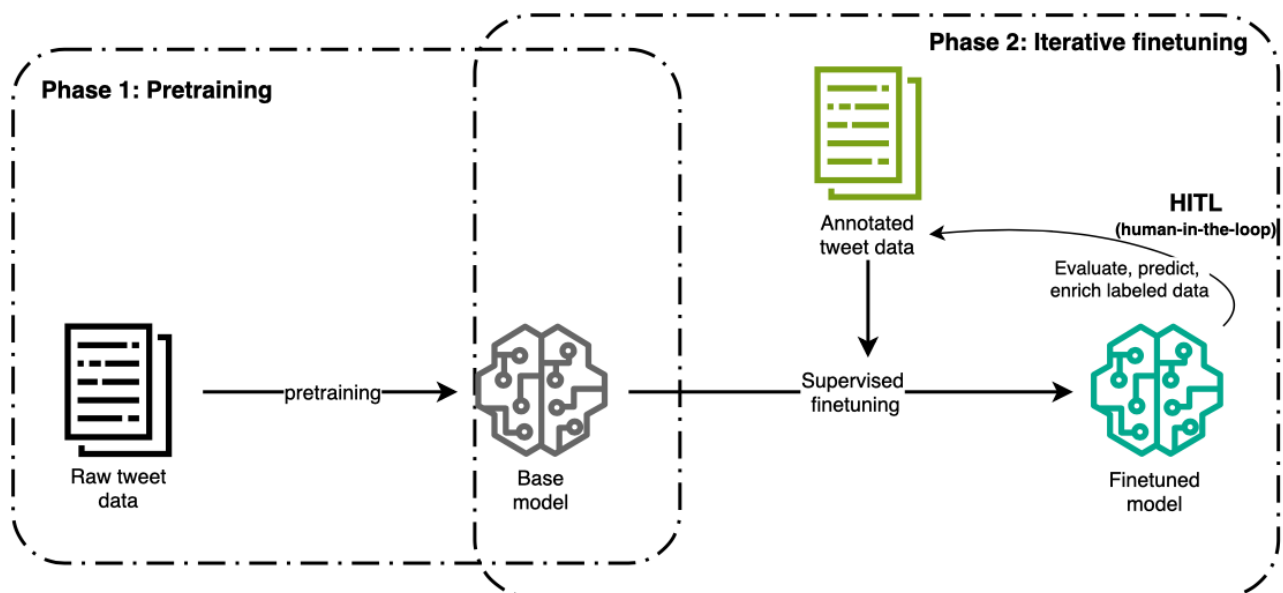 Phase 2: Iterative finetuning
Phase 1: Pretraining
Annotated
tweet data
HITL
(human-in-the-loop)
Evaluate, predict,
enrich labeled data
pretraining
Supervised
finetuning
Raw tweet
data
Base
model
Finetuned
model